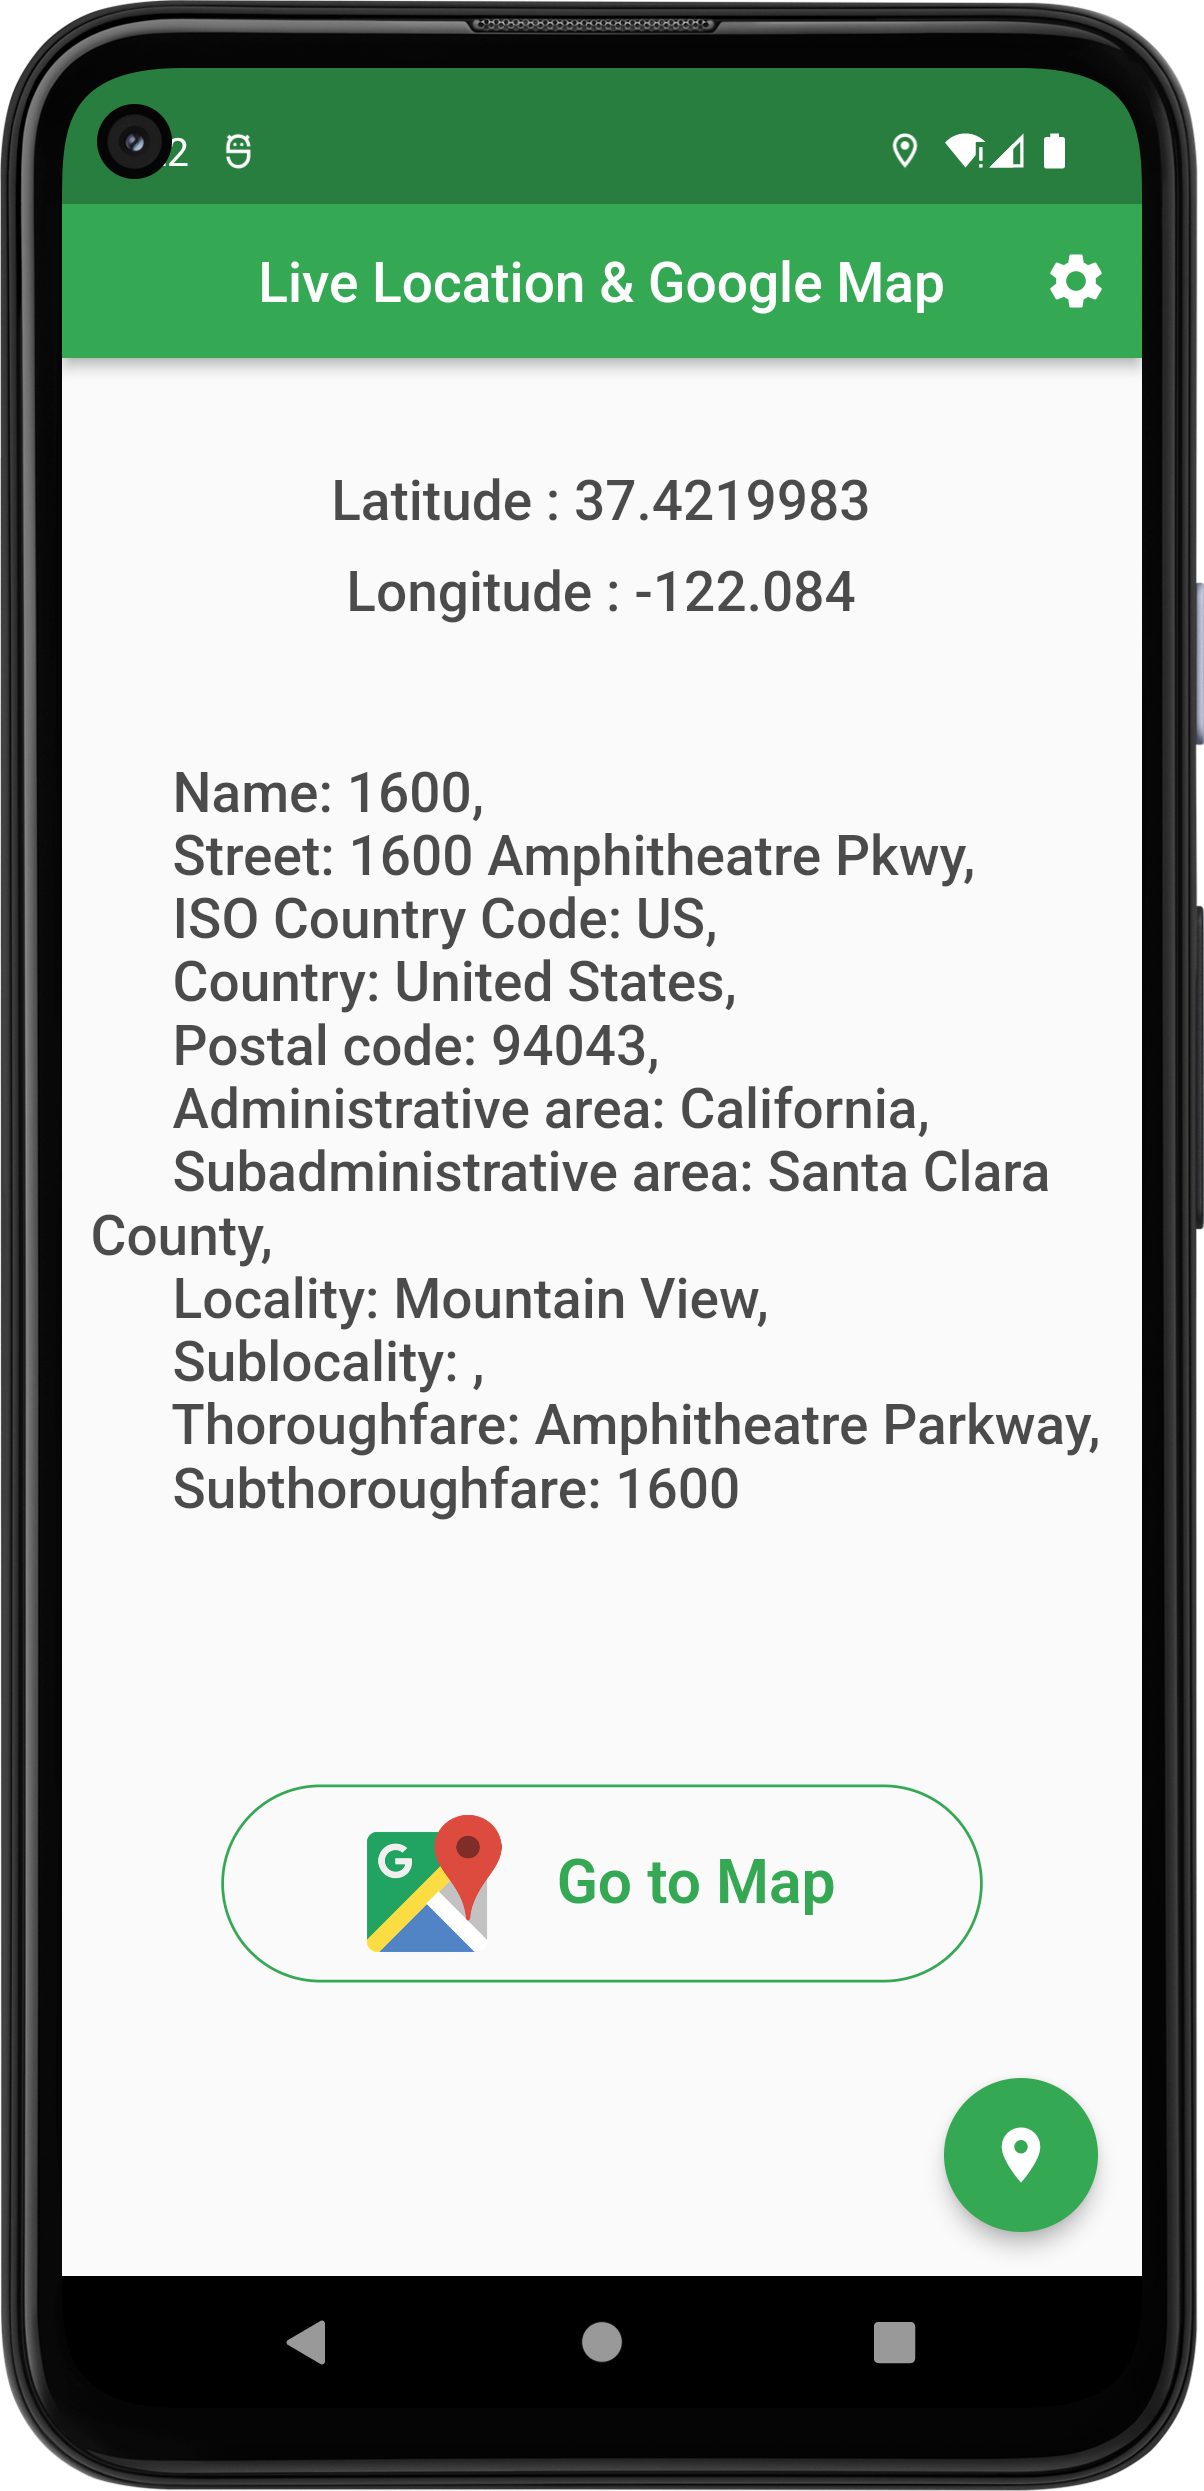 Live Location & Google Map
Latitude : 37.4219983
Longitude : -122.084
Name: 1600,
Street: 1600 Amphitheatre Pkwy,
ISO Country Code: US,
Country: United States,
Postal code: 94043,
Administrative area: California,
Subadministrative area: Santa Clara
County,
Locality: Mountain View,
Sublocality: ,
Thoroughfare: Amphitheatre Parkway,
Subthoroughfare: 1600
G
Go to Map